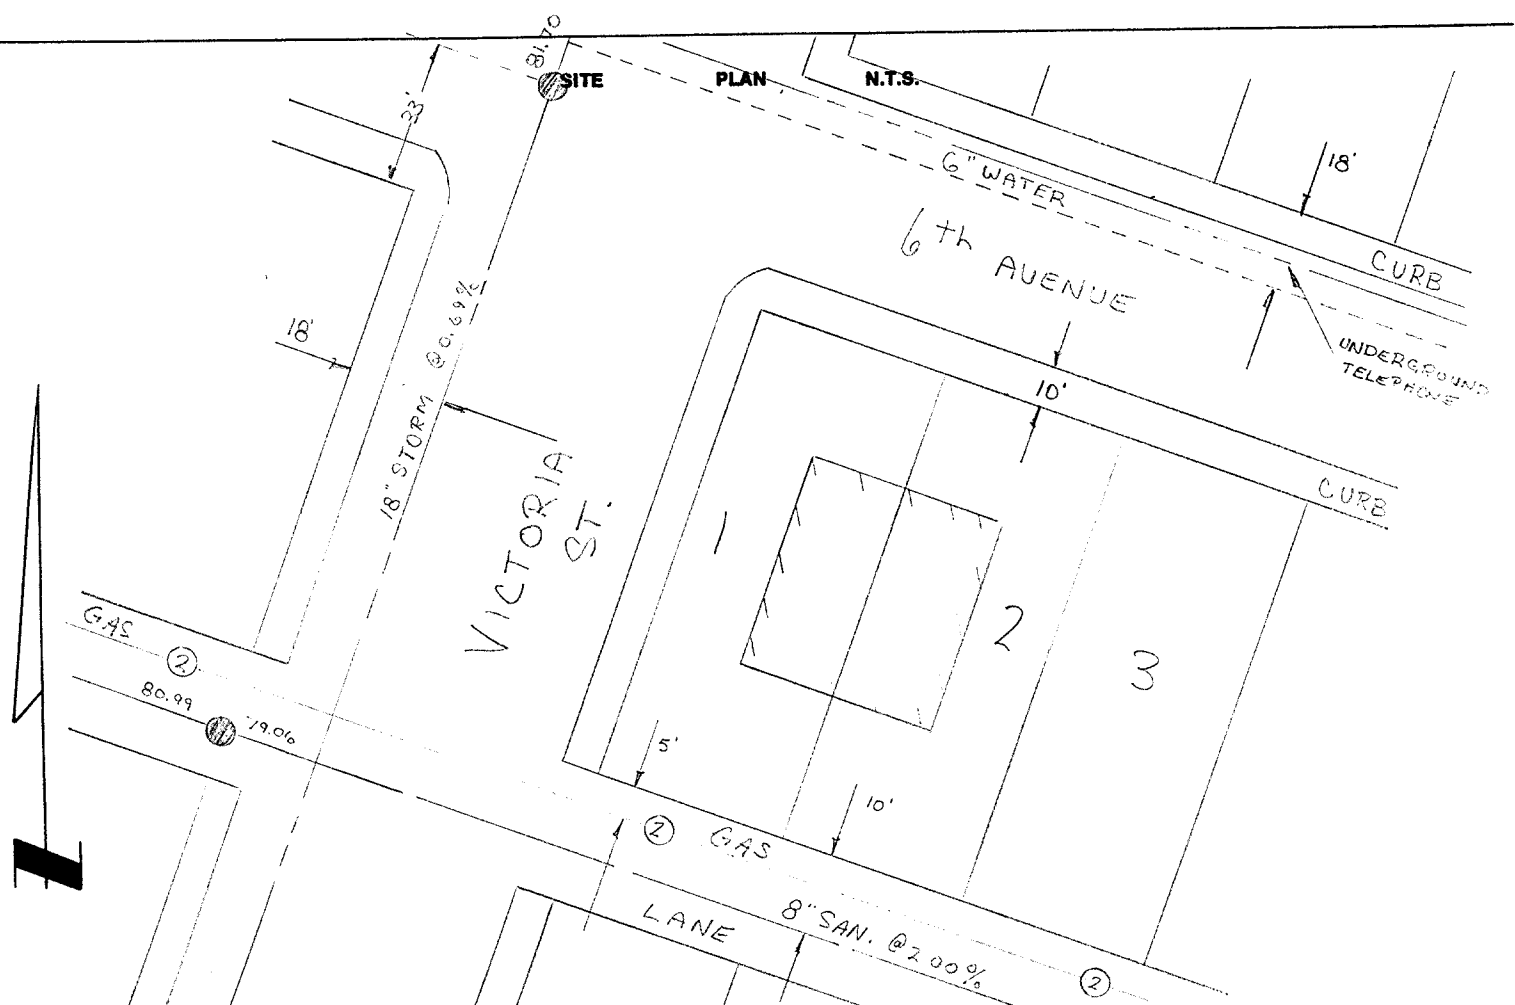 81.70
SITE PLAN N.T.S.
33'
18'
6" WATER
6th AVENUE
CURB
18'
18" STORM @0.69%
UNDERGROUND
TELEPHONE
10'
CURB
VICTORIA
ST.
1
2
3
GAS
2
80.99
79.06
5'
10'
2
GAS
LANE
8" SAN. @2.00%
2